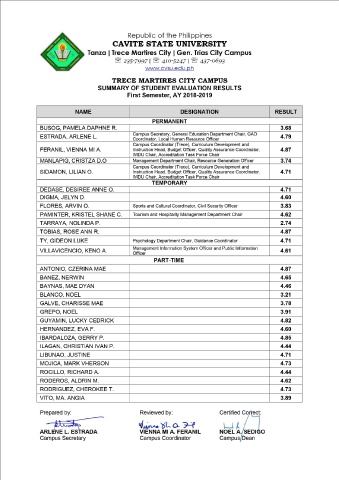 Republic of the Philippines
CAVITE STATE UNIVERSITY
Tanza | Trece Martires City | Gen. Trias City Campus
☏ 235-7997 | ☏ 410-5247 | ☏ 437-0693
www.cvsu.edu.ph
TRECE MARTIRES CITY CAMPUS
SUMMARY OF STUDENT EVALUATION RESULTS
First Semester, AY 2018-2019
NAME DESIGNATION RESULT
PERMANENT
BUSOG, PAMELA DAPHNE R. 3.68
ESTRADA, ARLENE L. Campus Secretary, General Education Department Chair, GAD Coordinator, Local Human Resource Officer 4.79
FERANIL, VIENNA MI A. Campus Coordinator (Trece), Curriculum Development and Instruction Head, Budget Officer, Quality Assurance Coordinator, IMDU Chair, Accreditation Task Force Chair 4.87
MANLAPIG, CRISTZA D.O Management Department Chair, Resource Generation Officer 3.74
SIDAMON, LILIAN O. Campus Coordinator (Trece), Curriculum Development and Instruction Head, Budget Officer, Quality Assurance Coordinator, IMDU Chair, Accreditation Task Force Chair 4.71
TEMPORARY
DEDASE, DESIREE ANNE O. 4.71
DIGMA, JELYN D. 4.60
FLORES, ARVIN O. Sports and Cultural Coordinator, Civil Security Officer 3.83
PAMINTER, KRISTEL SHANE C. Tourism and Hospitality Management Department Chair 4.62
TARRAYA, NOLINDA P. 2.74
TOBIAS, ROSE ANN R. 4.87
TY, GIDEON LUKE Psychology Department Chair, Guidance Coordinator 4.71
VILLAVICENCIO, KENO A. Management Information System Officer and Public Information Officer 4.61
PART-TIME
ANTONIO, CZERINA MAE 4.87
BANEZ, NERWIN 4.65
BAYNAS, MAE DYAN 4.46
BLANCO, NOEL 3.21
GALVE, CHARISSE MAE 3.78
GREPO, NOEL 3.91
GUYAMIN, LUCKY CEDRICK 4.82
HERNANDEZ, EVA F. 4.60
IBARDALOZA, GERRY P. 4.85
ILAGAN, CHRISTIAN IVAN P. 4.44
LIBUNAO, JUSTINE 4.71
MOJICA, MARK VHERSON 4.73
ROCILLO, RICHARD A. 4.44
RODEROS, ALDRIN M. 4.62
RODRIGUEZ, CHEROKEE T. 4.73
VITO, MA. ANGIA 3.89
Prepared by: Reviewed by: Certified Correct:
ARLENE L. ESTRADA VIENNA MI A. FERANIL NOEL A. SEDIGO
Campus Secretary Campus Coordinator Campus Dean